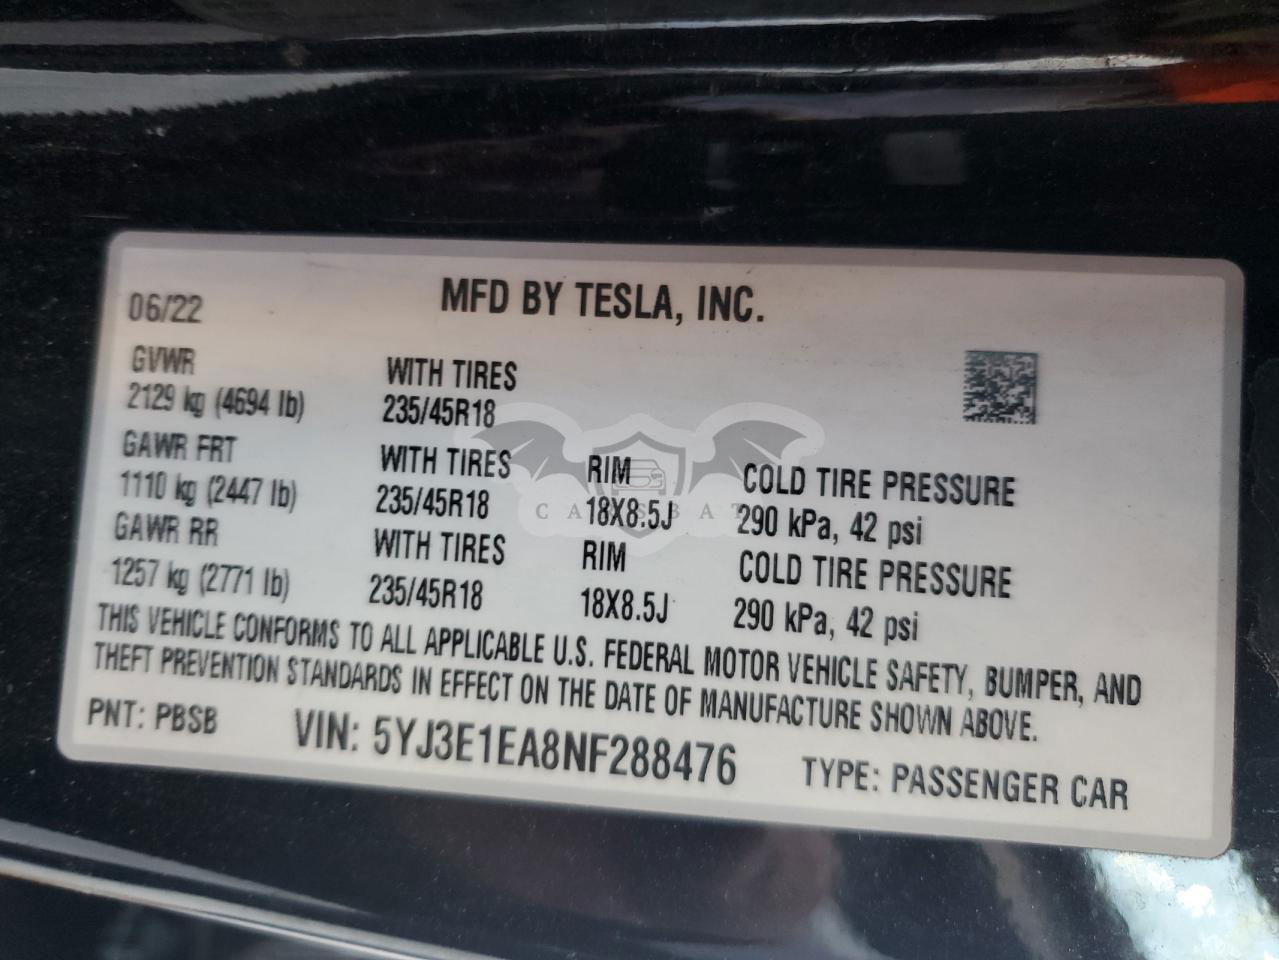 06/22 MFD BY TESLA, INC.
GVWR WITH TIRES
2129 kg (4694 lb) 235/45R18
GAWR FRT WITH TIRES RIM COLD TIRE PRESSURE
1110 kg (2447 lb) 235/45R18 18X8.5J 290 kPa, 42 psi
GAWR RR WITH TIRES RIM COLD TIRE PRESSURE
1257 kg (2771 lb) 235/45R18 18X8.5J 290 kPa, 42 psi
THIS VEHICLE CONFORMS TO ALL APPLICABLE U.S. FEDERAL MOTOR VEHICLE SAFETY, BUMPER, AND
THEFT PREVENTION STANDARDS IN EFFECT ON THE DATE OF MANUFACTURE SHOWN ABOVE.
PNT: PBSB VIN: 5YJ3E1EA8NF288476 TYPE: PASSENGER CAR
CARSBAT